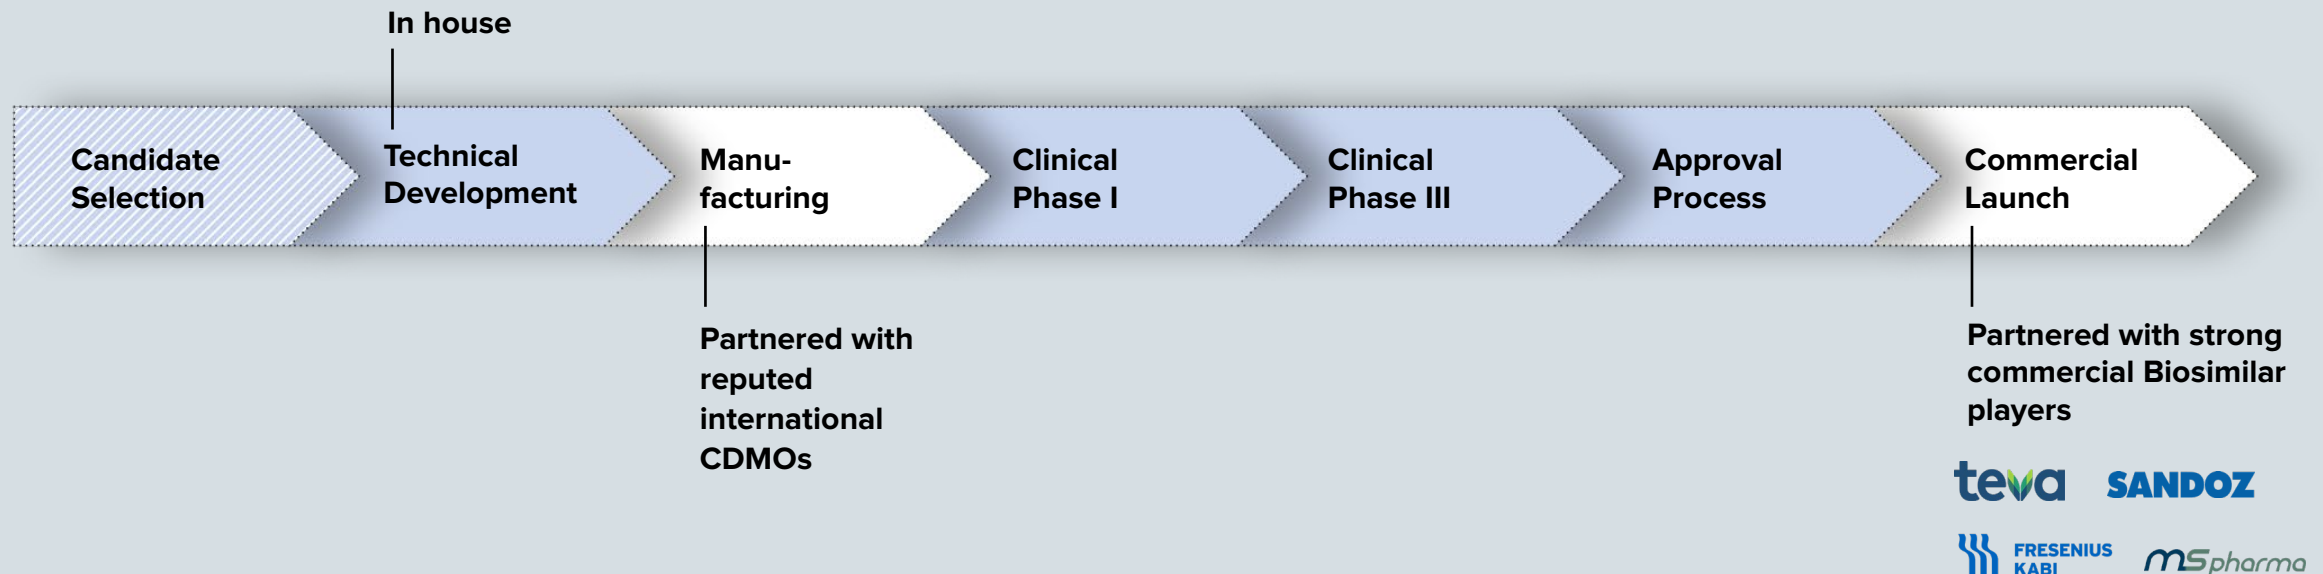 In house
Candidate
Selection
Technical
Development
Manu-
facturing
Clinical
Phase I
Clinical
Phase III
Approval
Process
Commercial
Launch
Partnered with
reputed
international
CDMOs
Partnered with strong
commercial Biosimilar
players
teva
SANDOZ
FRESENIUS
KABI
mspharma